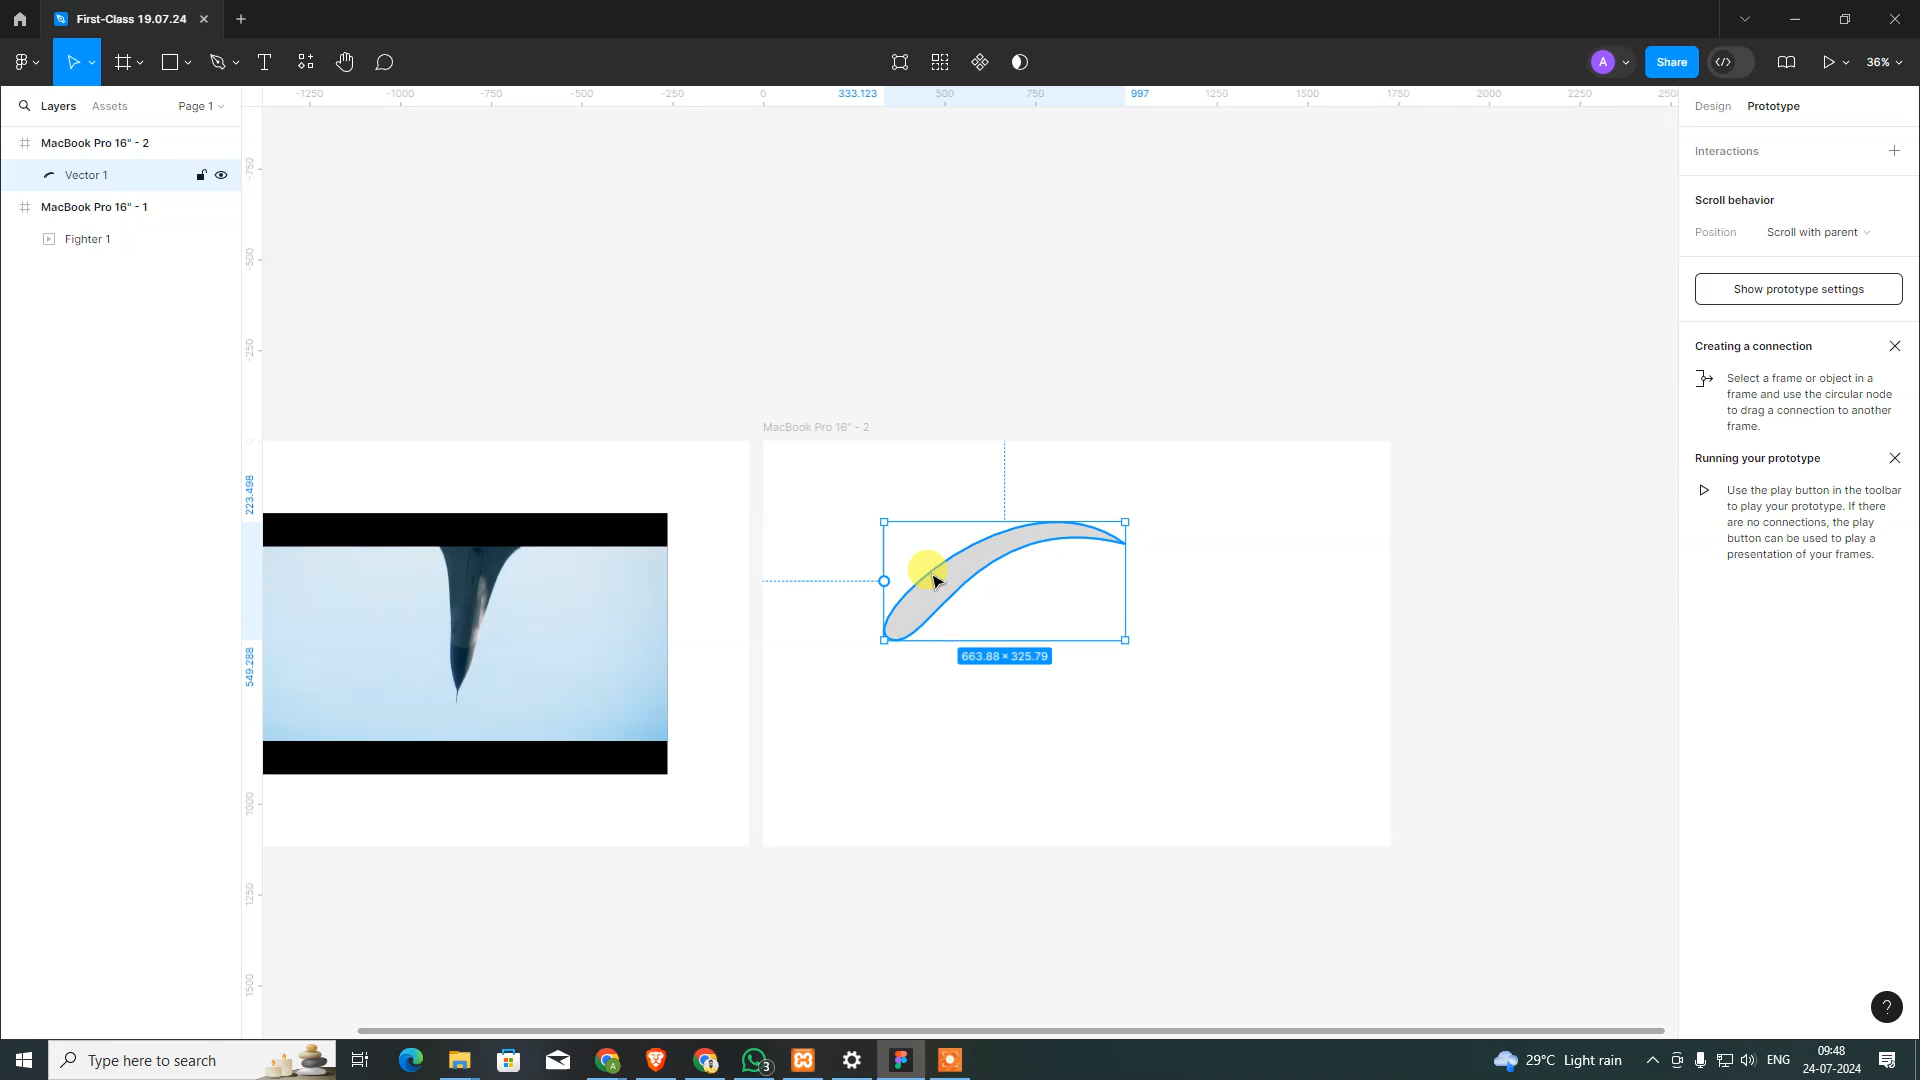 First-Class 19.07.24
A
Share
36%
Layers
Assets
Page 1
MacBook Pro 16" - 2
Vector 1
MacBook Pro 16" - 1
Fighter 1
-1250
-1000
-750
-500
-250
0
333.123
500
750
997
1250
1500
1750
2000
2250
-750
-500
-250
0
223.498
549.288
1000
1250
1500
MacBook Pro 16" - 2
663.88 × 325.79
Design
Prototype
Interactions
Scroll behavior
Position
Scroll with parent
Show prototype settings
Creating a connection
Select a frame or object in a
frame and use the circular node
to drag a connection to another
frame.
Running your prototype
Use the play button in the toolbar
to play your prototype. If there
are no connections, the play
button can be used to play a
presentation of your frames.
?
Type here to search
3
29°C Light rain
ENG
09:48
24-07-2024